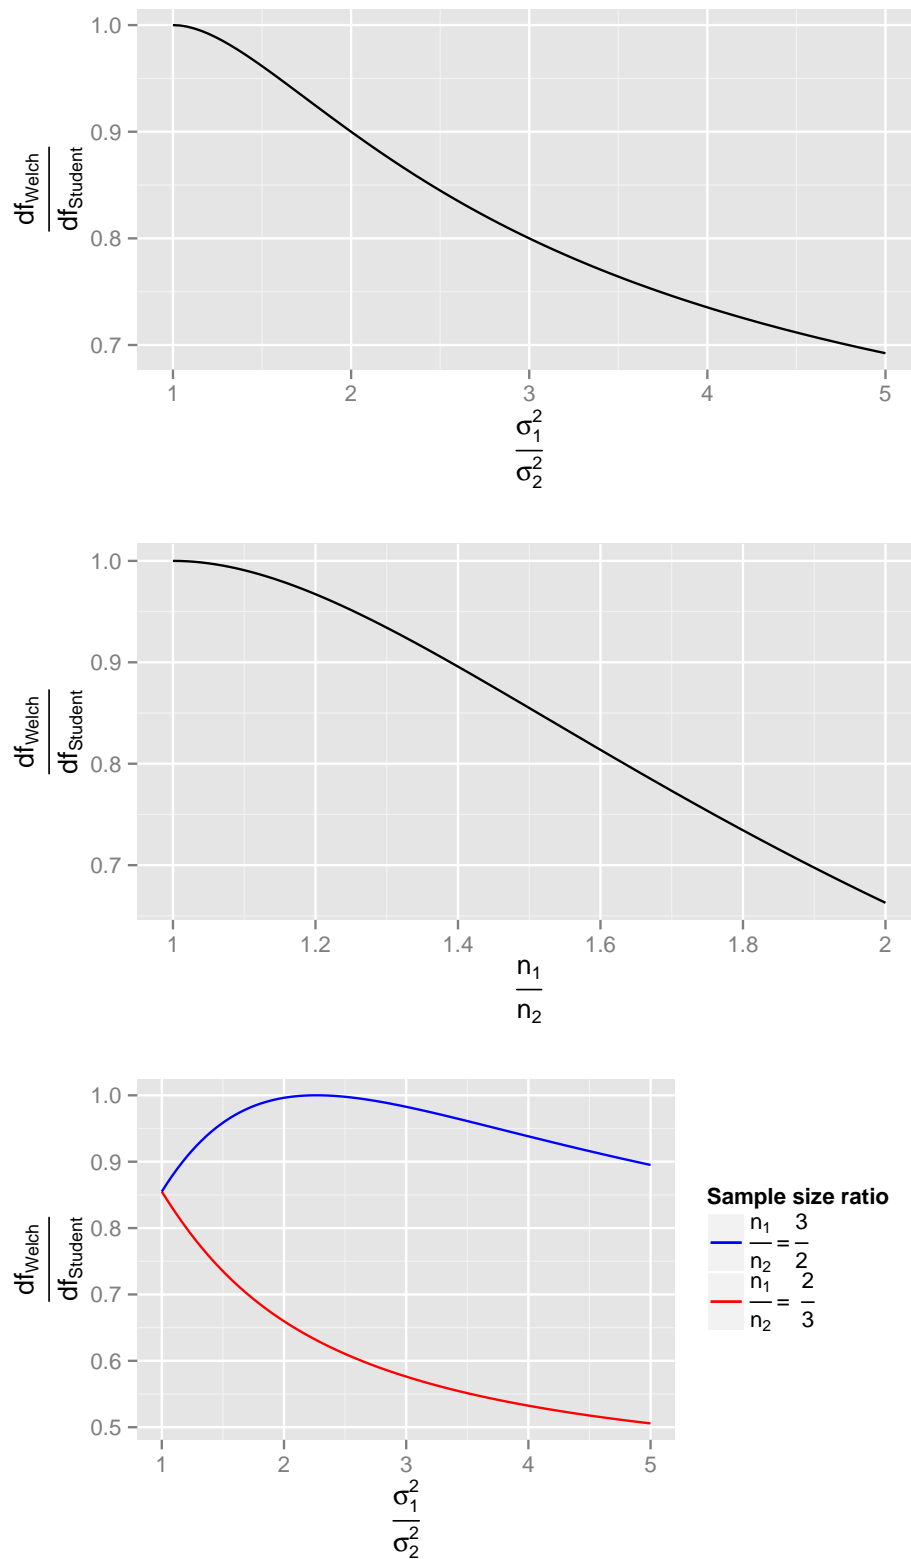 1.0
0.9
0.8
0.7
df_Welch
df_Student
1 2 3 4 5
σ₁²
σ₂²
1.0
0.9
0.8
0.7
df_Welch
df_Student
1 1.2 1.4 1.6 1.8 2
n₁
n₂
1.0
0.9
0.8
0.7
0.6
0.5
df_Welch
df_Student
1 2 3 4 5
σ₁²
σ₂²
Sample size ratio
n₁/n₂ = 3/2
n₁/n₂ = 2/3